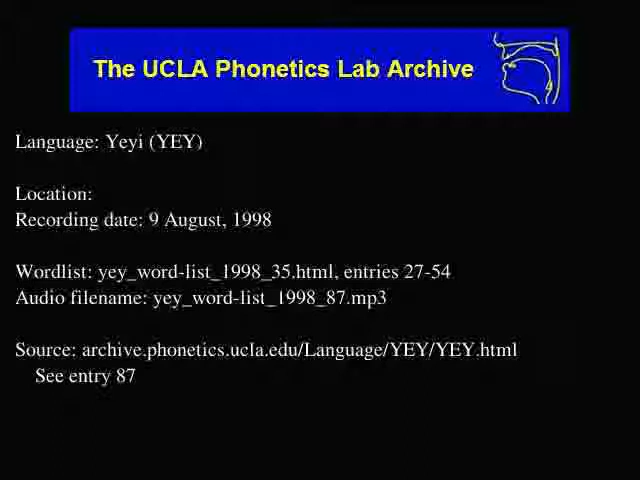 The UCLA Phonetics Lab Archive
Language: Yeyi (YEY)
Location:
Recording date: 9 August, 1998
Wordlist: yey_word-list_1998_35.html, entries 27-54
Audio filename: yey_word-list_1998_87.mp3
Source: archive.phonetics.ucla.edu/Language/YEY/YEY.html
See entry 87